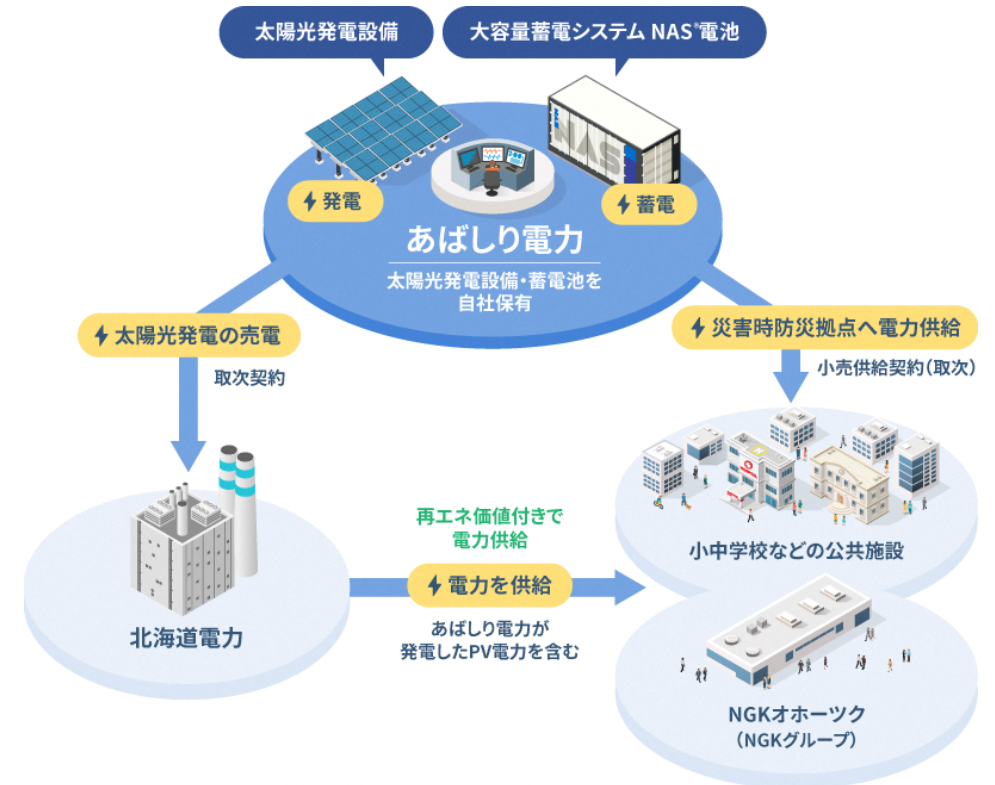 太陽光発電設備
大容量蓄電システム NAS®電池
NAS
発電
蓄電
あばしり電力
太陽光発電設備・蓄電池を
自社保有
太陽光発電の売電
取次契約
災害時防災拠点へ電力供給
小売供給契約(取次)
小中学校などの公共施設
再エネ価値付きで
電力供給
電力を供給
あばしり電力が
発電したPV電力を含む
北海道電力
NGKオホーツク
(NGKグループ)